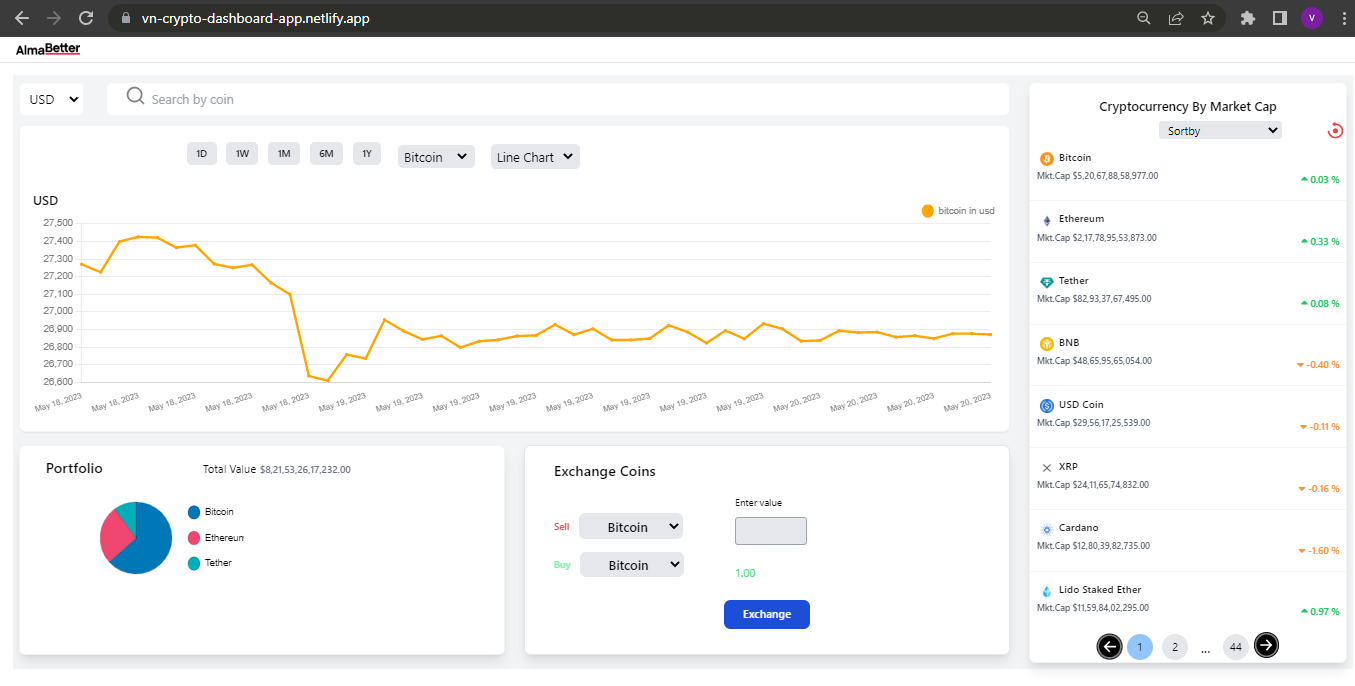 vn-crypto-dashboard-app.netlify.app
V
AlmaBetter
USD
Search by coin
1D 1W 1M 6M 1Y Bitcoin Line Chart
USD
bitcoin in usd
27,500
27,400
27,300
27,200
27,100
27,000
26,900
26,800
26,700
26,600
May 18, 2023 May 18, 2023 May 18, 2023 May 18, 2023 May 18, 2023 May 19, 2023 May 19, 2023 May 19, 2023 May 19, 2023 May 19, 2023 May 19, 2023 May 19, 2023 May 19, 2023 May 20, 2023 May 20, 2023 May 20, 2023 May 20, 2023
Portfolio
Total Value $8,21,53,26,17,232.00
Bitcoin
Ethereum
Tether
Exchange Coins
Enter value
Sell Bitcoin
Buy Bitcoin
1.00
Exchange
Cryptocurrency By Market Cap
Sortby
Bitcoin
Mkt.Cap $5,20,67,88,58,977.00
0.03 %
Ethereum
Mkt.Cap $2,17,78,95,53,873.00
0.33 %
Tether
Mkt.Cap $82,93,37,67,495.00
0.08 %
BNB
Mkt.Cap $48,65,95,65,054.00
-0.40 %
USD Coin
Mkt.Cap $29,56,17,25,539.00
-0.11 %
XRP
Mkt.Cap $24,11,65,74,832.00
-0.16 %
Cardano
Mkt.Cap $12,80,39,82,735.00
-1.60 %
Lido Staked Ether
Mkt.Cap $11,59,84,02,295.00
0.97 %
1 2 ... 44